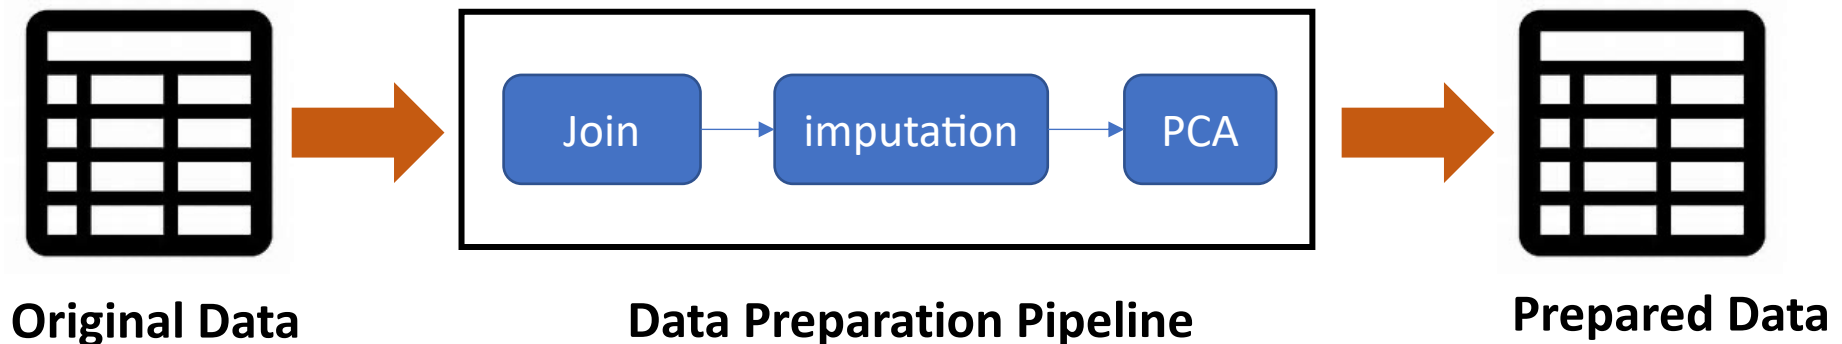 Join
imputation
PCA
Original Data
Data Preparation Pipeline
Prepared Data